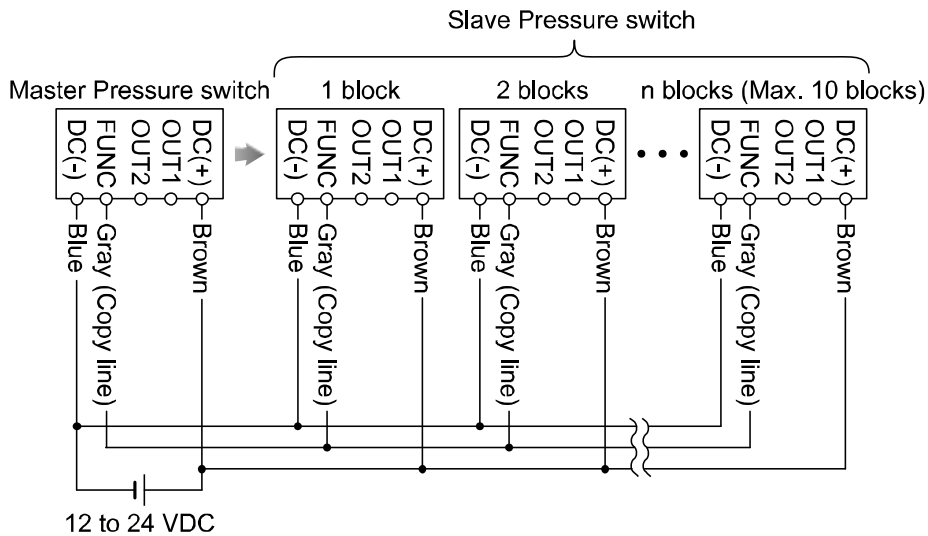 Slave Pressure switch
Master Pressure switch
1 block
2 blocks
n blocks (Max. 10 blocks)
DC(-)
FUNC
OUT2
OUT1
DC(+)
DC(-)
FUNC
OUT2
OUT1
DC(+)
DC(-)
FUNC
OUT2
OUT1
DC(+)
DC(-)
FUNC
OUT2
OUT1
DC(+)
Blue
Gray (Copy line)
Brown
Blue
Gray (Copy line)
Brown
Blue
Gray (Copy line)
Brown
Blue
Gray (Copy line)
Brown
12 to 24 VDC